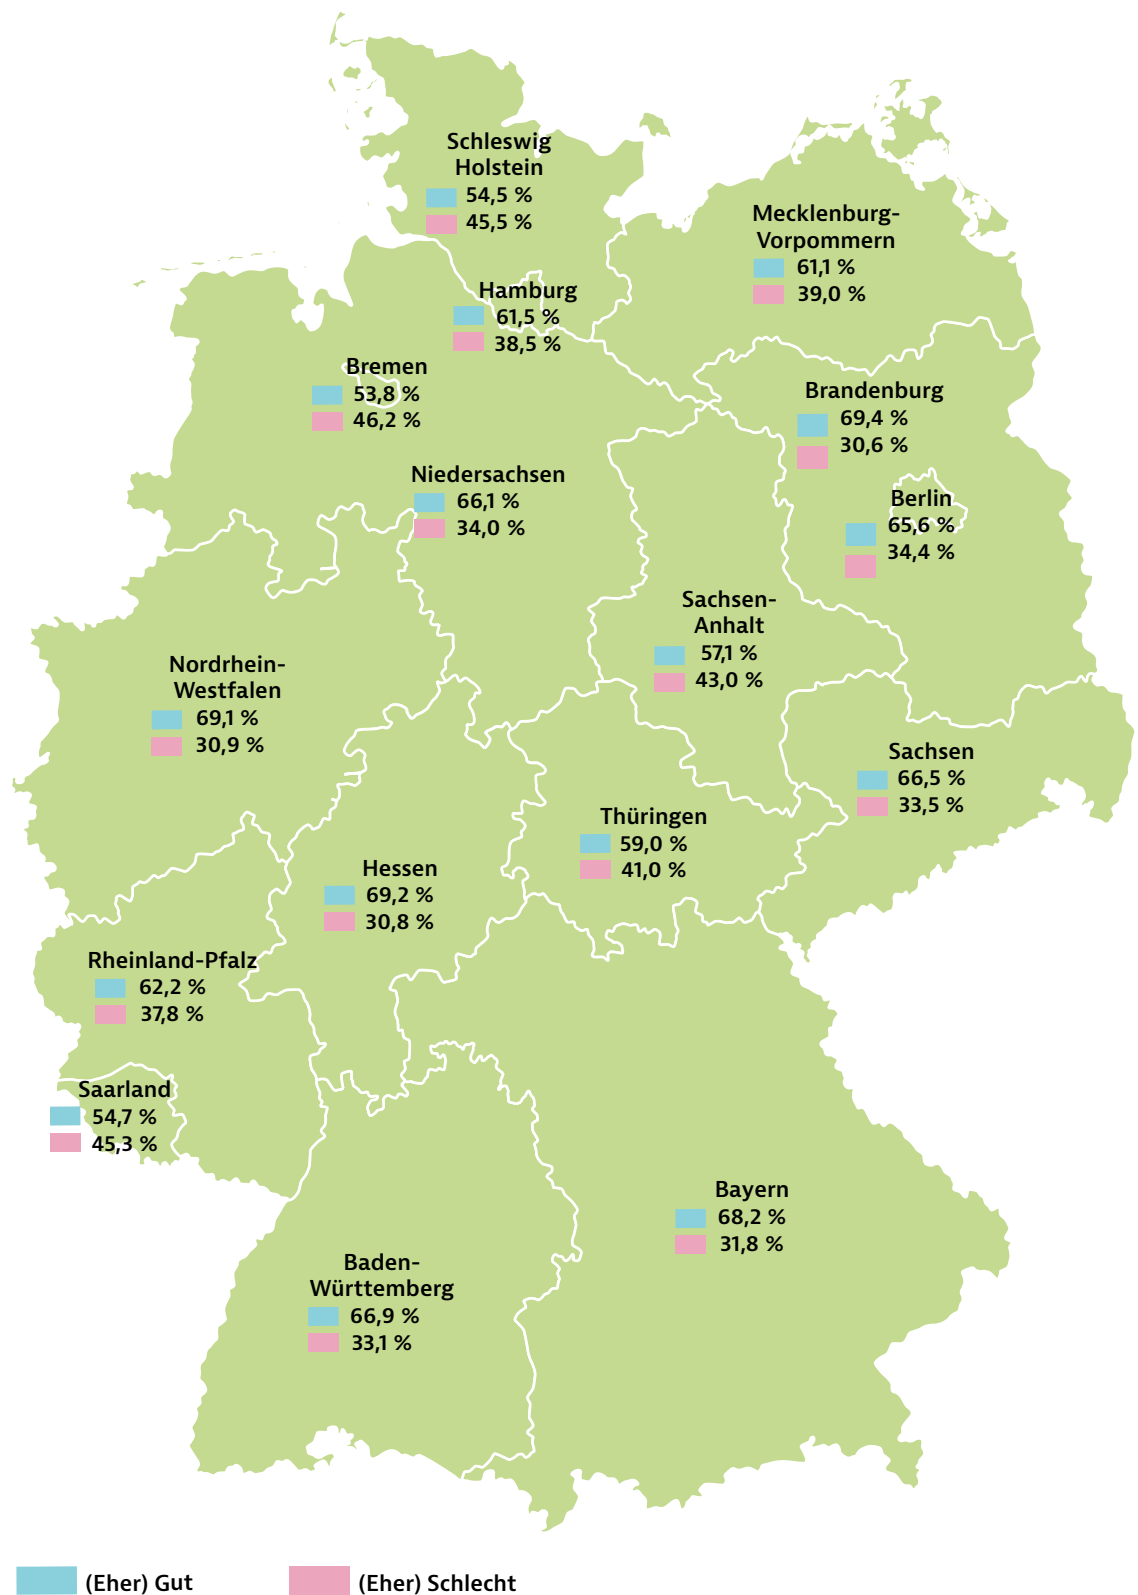 Schleswig
Holstein
54,5 %
45,5 %
Mecklenburg-
Vorpommern
61,1 %
39,0 %
Hamburg
61,5 %
38,5 %
Bremen
53,8 %
46,2 %
Brandenburg
69,4 %
30,6 %
Niedersachsen
66,1 %
34,0 %
Berlin
65,6 %
34,4 %
Sachsen-
Anhalt
57,1 %
43,0 %
Nordrhein-
Westfalen
69,1 %
30,9 %
Sachsen
66,5 %
33,5 %
Thüringen
59,0 %
41,0 %
Hessen
69,2 %
30,8 %
Rheinland-Pfalz
62,2 %
37,8 %
Saarland
54,7 %
45,3 %
Bayern
68,2 %
31,8 %
Baden-
Württemberg
66,9 %
33,1 %
(Eher) Gut
(Eher) Schlecht